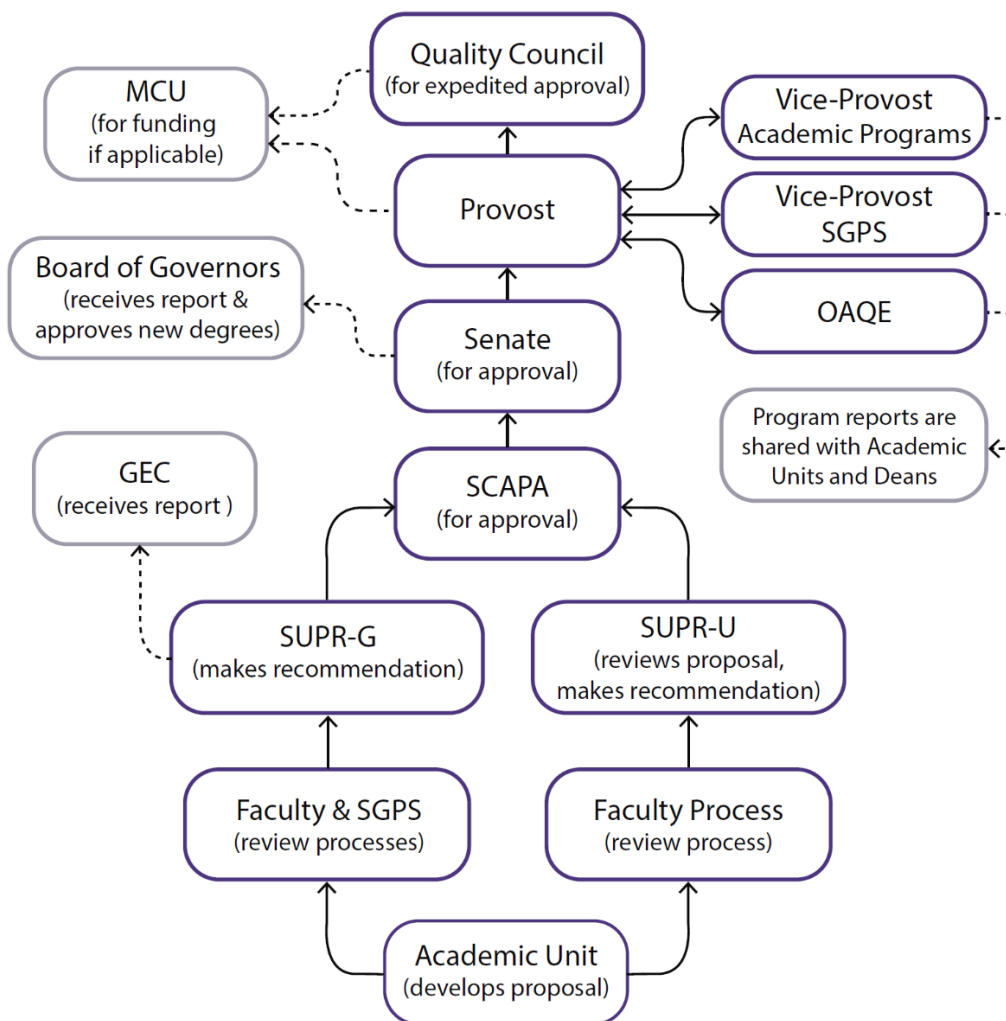 Quality Council
(for expedited approval)
MCU
(for funding
if applicable)
Vice-Provost
Academic Programs
Provost
Vice-Provost
SGPS
Board of Governors
(receives report &
approves new degrees)
OAQE
Senate
(for approval)
Program reports are
shared with Academic
Units and Deans
GEC
(receives report )
SCAPA
(for approval)
SUPR-G
(makes recommendation)
SUPR-U
(reviews proposal,
makes recommendation)
Faculty & SGPS
(review processes)
Faculty Process
(review process)
Academic Unit
(develops proposal)